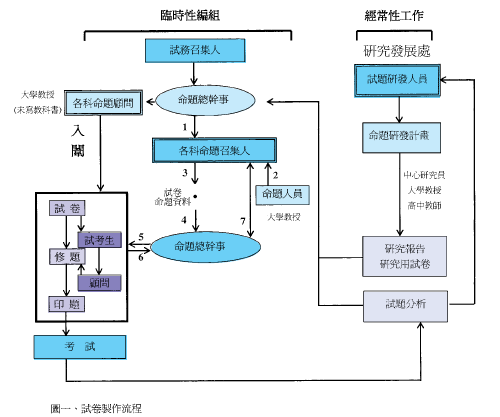 臨時性編組
經常性工作
試務召集人
研究發展處
大學教授
(未寫教科書)
各科命題顧問
命題總幹事
試題研發人員
入
闈
1
各科命題召集人
命題研發計畫
3
2
試卷
命題資料
命題人員
大學教授
中心研究員
大學教授
高中教師
4
7
試卷
試考生
修題
顧問
印題
5
6
命題總幹事
研究報告
研究用試卷
試題分析
考 試
圖一、試卷製作流程